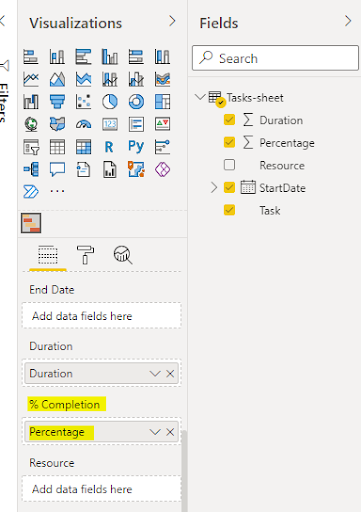 Visualizations
Filters
R
Py
123
...
End Date
Add data fields here
Duration
Duration
% Completion
Percentage
Resource
Add data fields here
Fields
Search
Tasks-sheet
Duration
Percentage
Resource
StartDate
Task